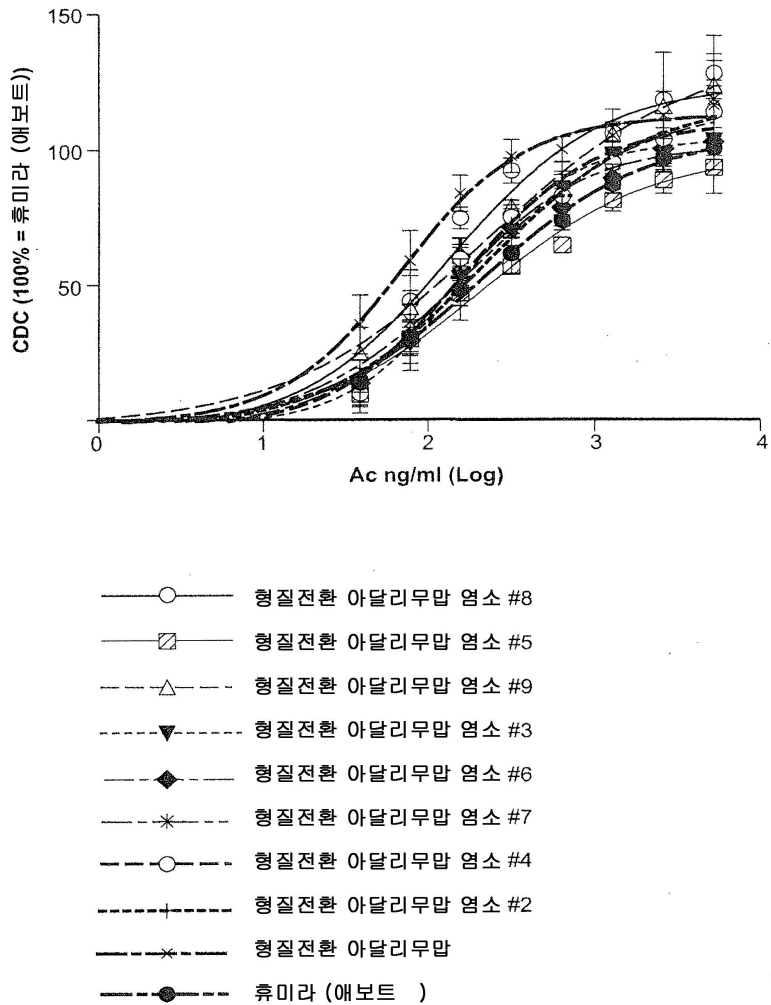 150
100
50
CDC (100% = 휴미라 (애보트))
0
1
2
3
4
Ac ng/ml (Log)
형질전환 아달리무맙 염소 #8
형질전환 아달리무맙 염소 #5
형질전환 아달리무맙 염소 #9
형질전환 아달리무맙 염소 #3
형질전환 아달리무맙 염소 #6
형질전환 아달리무맙 염소 #7
형질전환 아달리무맙 염소 #4
형질전환 아달리무맙 염소 #2
형질전환 아달리무맙
휴미라 (애보트 )